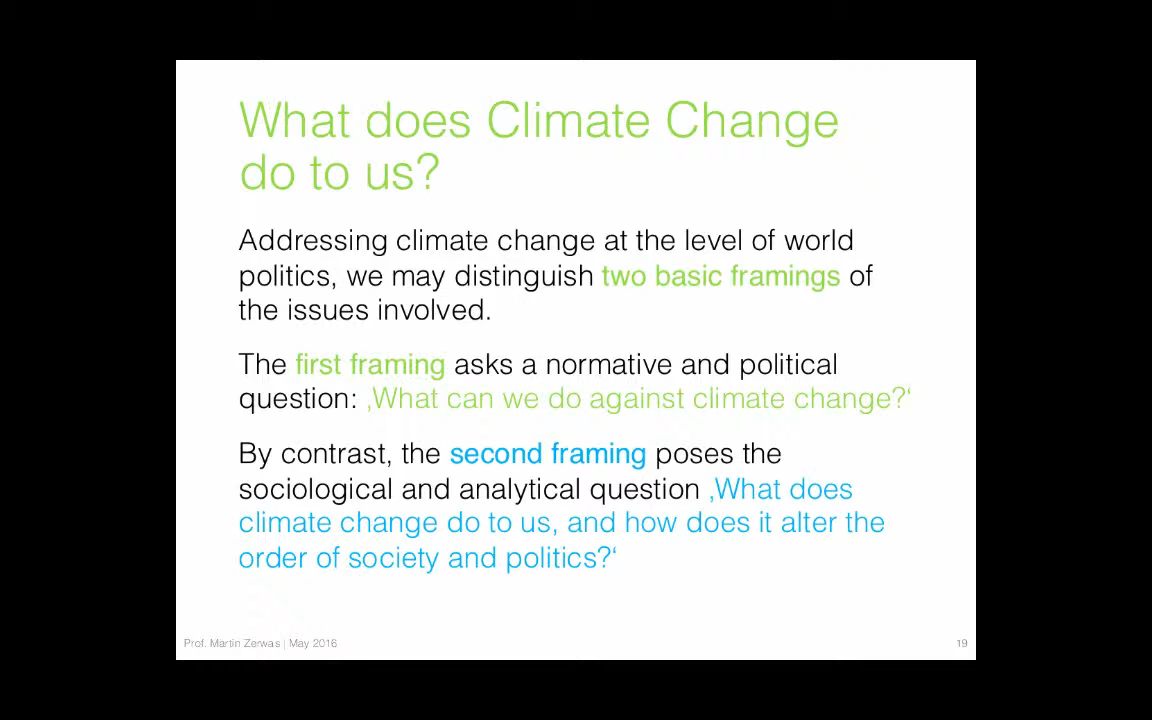 What does Climate Change
do to us?
Addressing climate change at the level of world
politics, we may distinguish two basic framings of
the issues involved.
The first framing asks a normative and political
question: ‚What can we do against climate change?‘
By contrast, the second framing poses the
sociological and analytical question ‚What does
climate change do to us, and how does it alter the
order of society and politics?‘
Prof. Martin Zerwas | May 2016
19